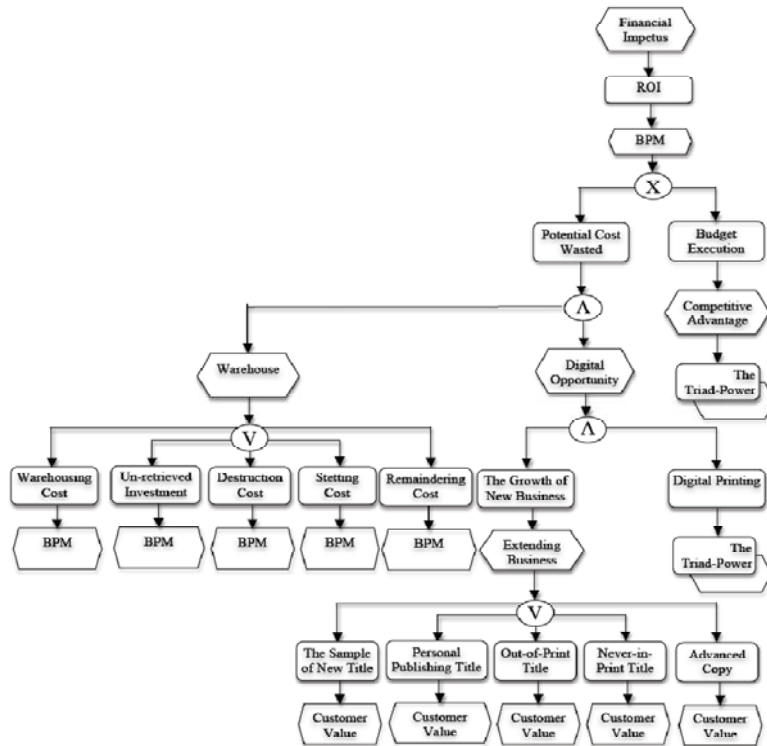 Financial
Impetus
ROI
BPM
X
Potential Cost
Wasted
Budget
Execution
Λ
Competitive
Advantage
Warehouse
Digital
Opportunity
The
Triad-Power
V
Λ
Warehousing
Cost
Un-retrieved
Investment
Destruction
Cost
Stetting
Cost
Remaindering
Cost
The Growth of
New Business
Digital Printing
BPM
BPM
BPM
BPM
BPM
Extending
Business
The
Triad-Power
V
The Sample
of New Title
Personal
Publishing Title
Out-of-Print
Title
Never-in-
Print Title
Advanced
Copy
Customer
Value
Customer
Value
Customer
Value
Customer
Value
Customer
Value